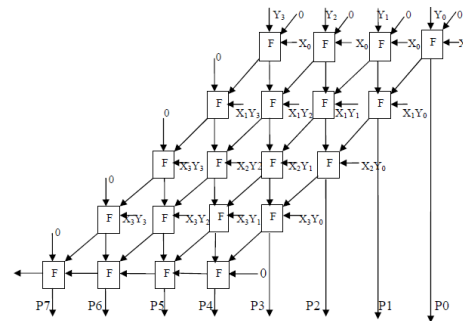 Y3 0 Y2 0 Y1 0 Y0 0
F X0 F X0 F X0 F X
0
F X1Y3 F X1Y2 F X1Y1 F X1Y0
0
F X3Y3 F X2Y2 F X2Y1 F X2Y0
0
F X3Y3 F X3Y2 F X3Y1 F X3Y0
0
F F F F 0
P7 P6 P5 P4 P3 P2 P1 P0